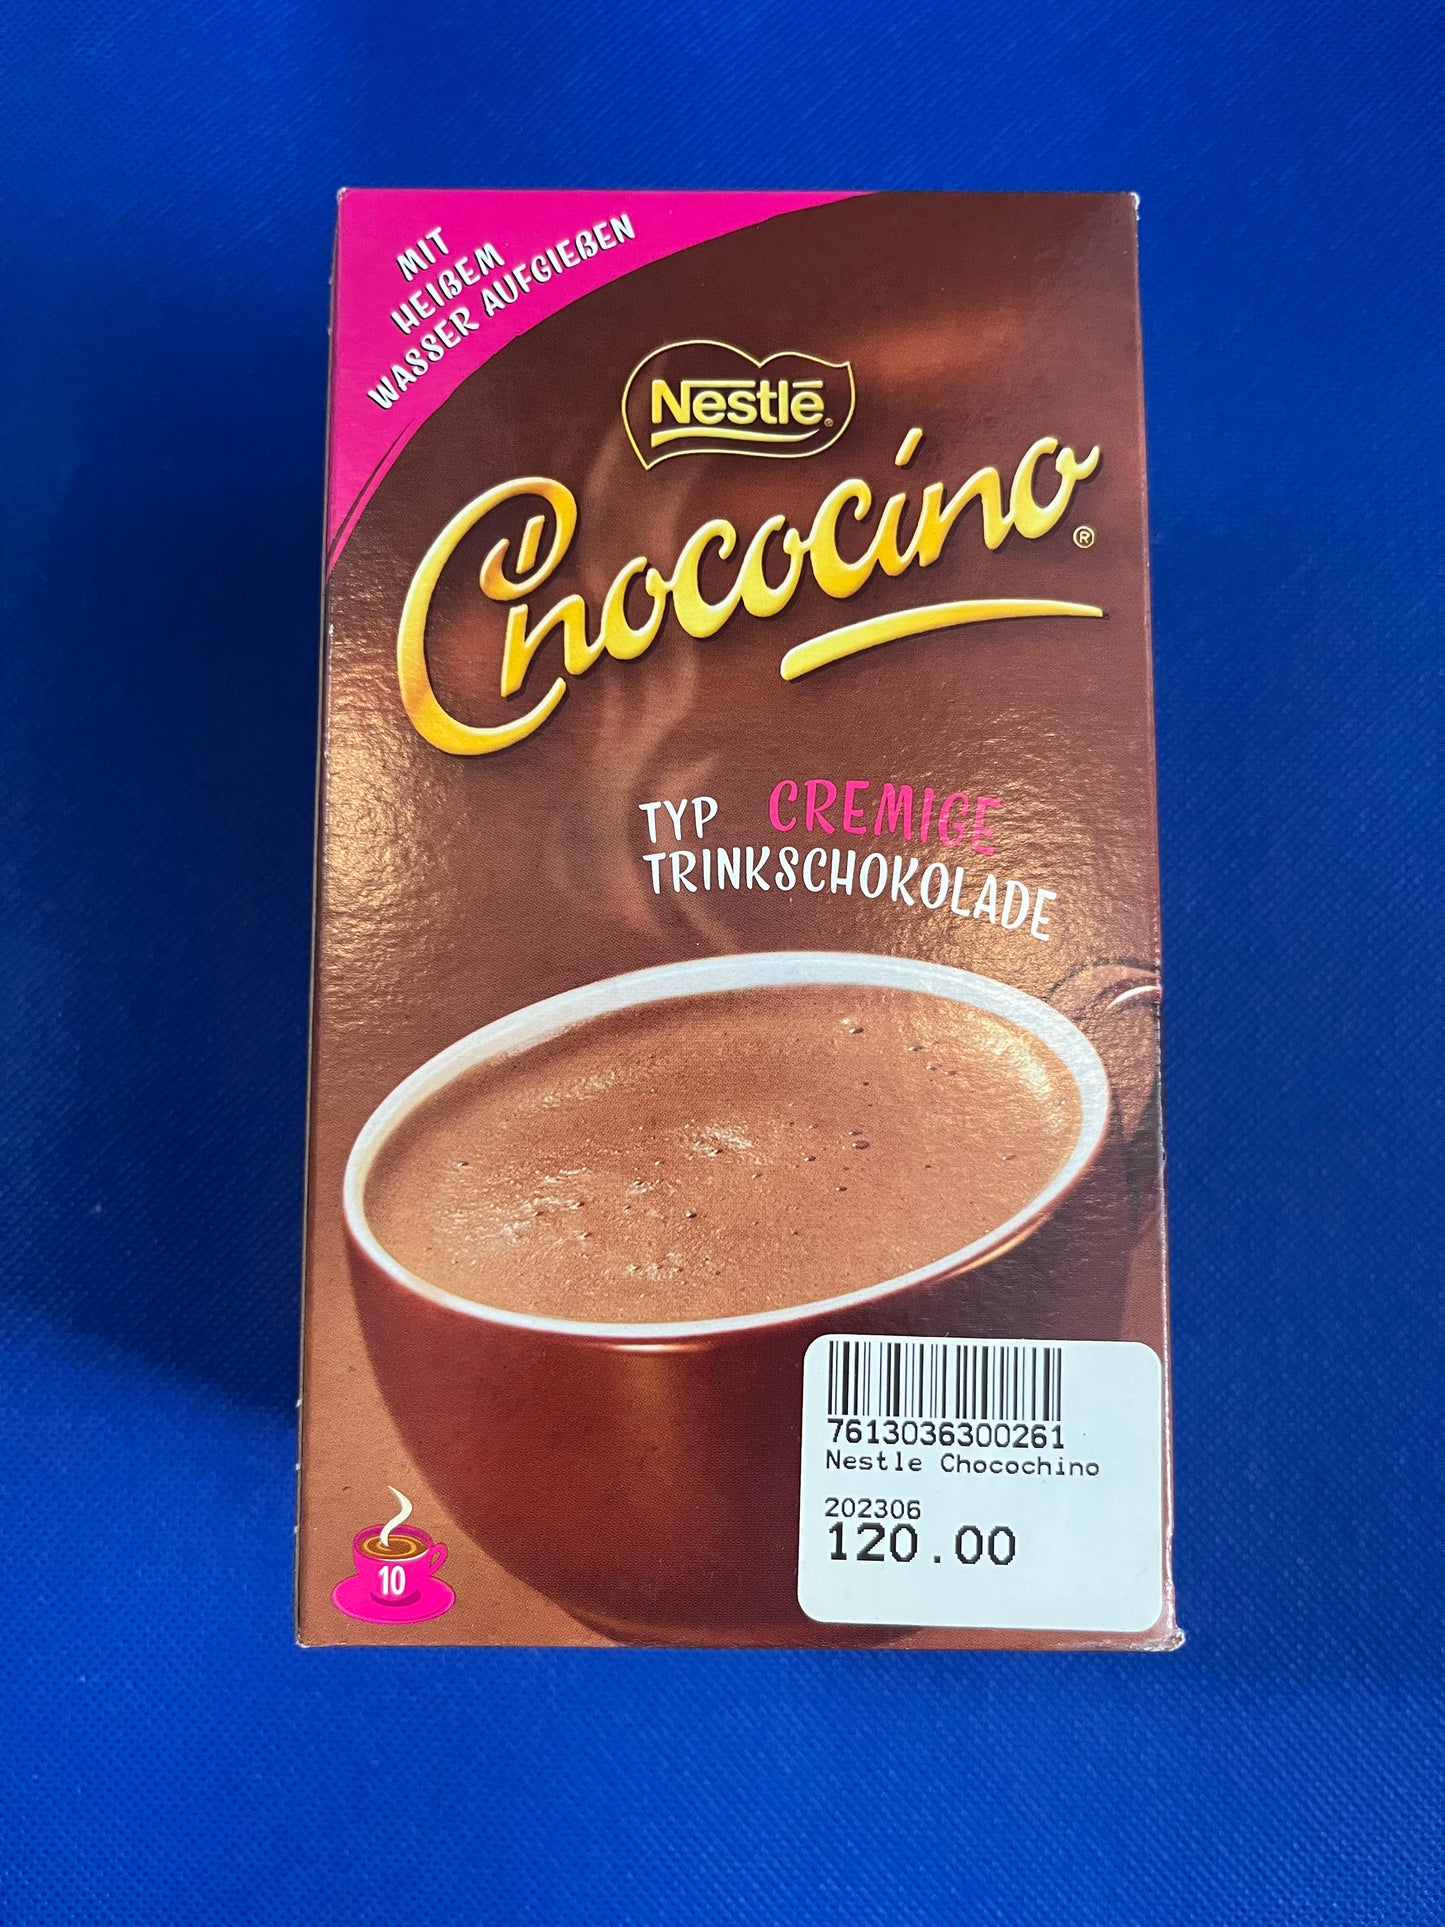 MIT
HEIẞEM
WASSER AUFGIEẞEN
Nestlé®
Chococino®
TYP CREMIGE
TRINKSCHOKOLADE
10
7613036300261
Nestle Chocochino
202306
120.00